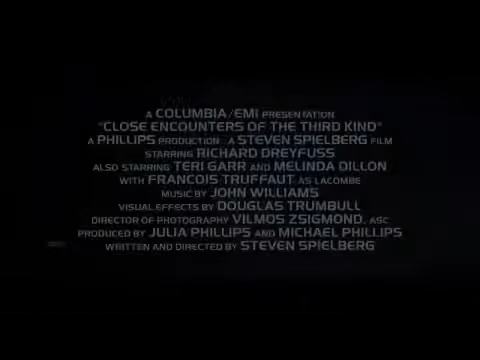 A COLUMBIA/EMI PRESENTATION
"CLOSE ENCOUNTERS OF THE THIRD KIND"
A PHILLIPS PRODUCTION A STEVEN SPIELBERG FILM
STARRING RICHARD DREYFUSS
ALSO STARRING TERI GARR AND MELINDA DILLON
WITH FRANCOIS TRUFFAUT AS LACOMBE
MUSIC BY JOHN WILLIAMS
VISUAL EFFECTS BY DOUGLAS TRUMBULL
DIRECTOR OF PHOTOGRAPHY VILMOS ZSIGMOND, ASC
PRODUCED BY JULIA PHILLIPS AND MICHAEL PHILLIPS
WRITTEN AND DIRECTED BY STEVEN SPIELBERG